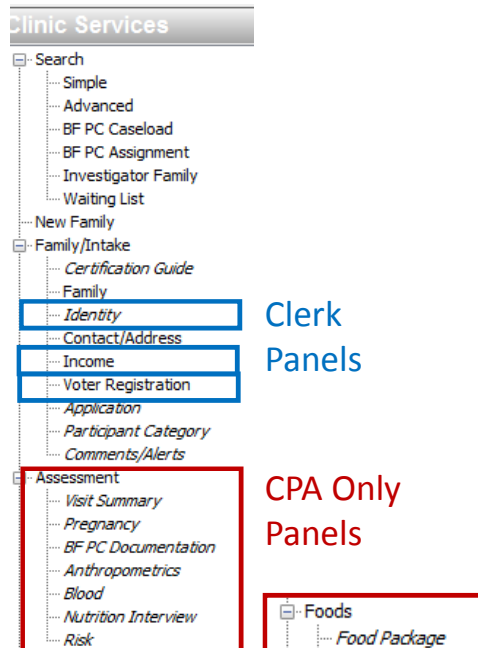 Clinic Services
Search
Simple
Advanced
BF PC Caseload
BF PC Assignment
Investigator Family
Waiting List
New Family
Family/Intake
Certification Guide
Family
Identity
Contact/Address
Income
Voter Registration
Application
Participant Category
Comments/Alerts
Clerk
Panels
Assessment
Visit Summary
Pregnancy
BF PC Documentation
Anthropometrics
Blood
Nutrition Interview
Risk
CPA Only
Panels
Foods
Food Package